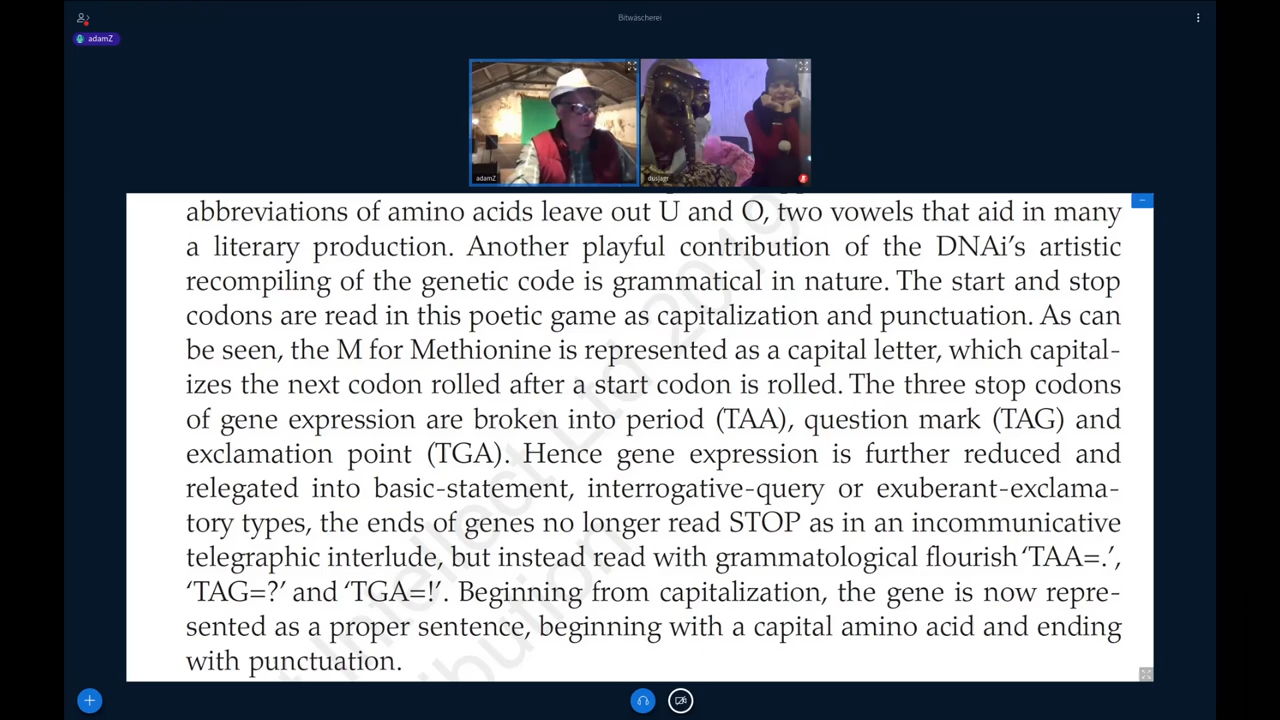 Bitwäscherei
adamZ
adamZ
dusjagr
abbreviations of amino acids leave out U and O, two vowels that aid in many
a literary production. Another playful contribution of the DNAi’s artistic
recompiling of the genetic code is grammatical in nature. The start and stop
codons are read in this poetic game as capitalization and punctuation. As can
be seen, the M for Methionine is represented as a capital letter, which capital-
izes the next codon rolled after a start codon is rolled. The three stop codons
of gene expression are broken into period (TAA), question mark (TAG) and
exclamation point (TGA). Hence gene expression is further reduced and
relegated into basic-statement, interrogative-query or exuberant-exclama-
tory types, the ends of genes no longer read STOP as in an incommunicative
telegraphic interlude, but instead read with grammatological flourish ‘TAA=.’,
‘TAG=?’ and ‘TGA=!’. Beginning from capitalization, the gene is now repre-
sented as a proper sentence, beginning with a capital amino acid and ending
with punctuation.
Intellect Ltd 2019